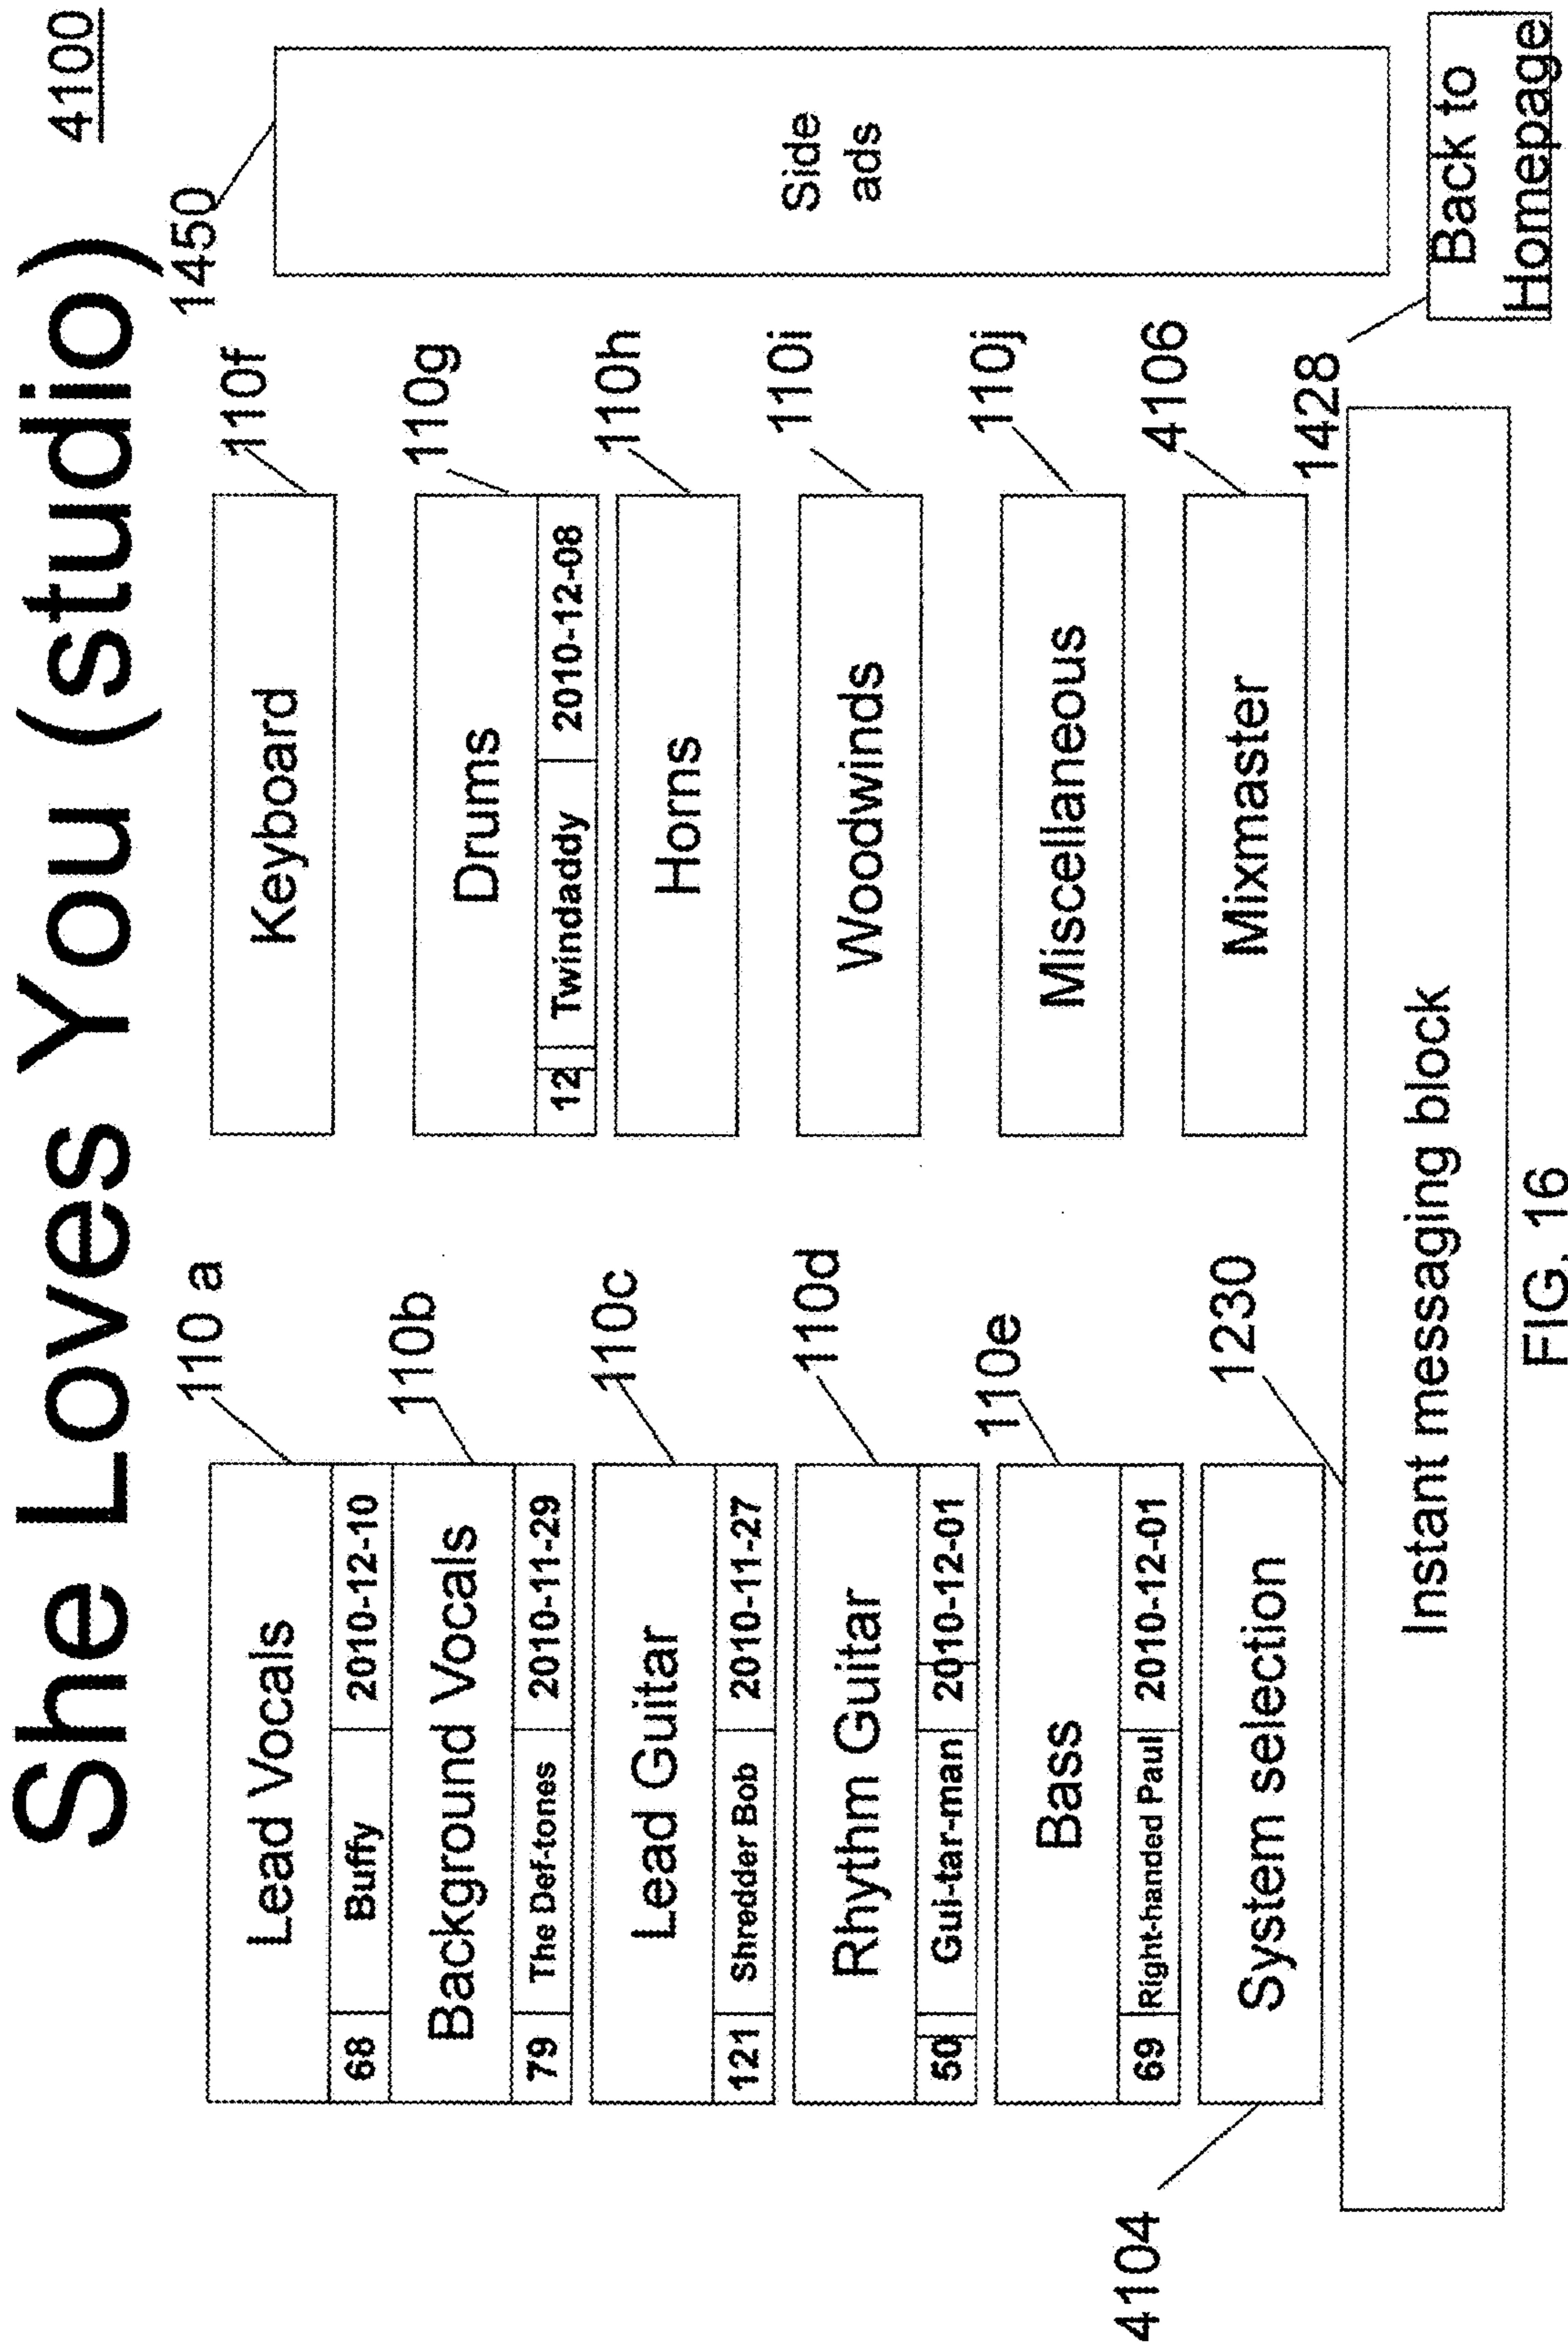 She Loves You (studio)
4100
110 a
Lead Vocals
68 Buffy 2010-12-10
110b
Background Vocals
79 The Def-tones 2010-11-29
110c
Lead Guitar
121 Shredder Bob 2010-11-27
110d
Rhythm Guitar
50 Gui-tar-man 2010-12-01
110e
Bass
69 Right-handed Paul 2010-12-01
4104
System selection
1230
110f
Keyboard
110g
Drums
12 Twindaddy 2010-12-08
110h
Horns
110i
Woodwinds
110j
Miscellaneous
4106
Mixmaster
1450
Side
ads
1428
Back to
Homepage
Instant messaging block
FIG. 16